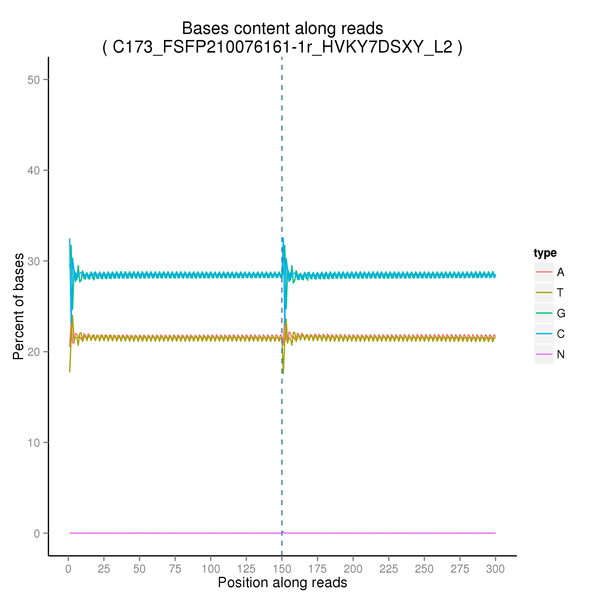 Bases content along reads
( C173_FSFP210076161-1r_HVKY7DSXY_L2 )
Percent of bases
50
40
30
20
10
0
0 25 50 75 100 125 150 175 200 225 250 275 300
Position along reads
type
A
T
G
C
N